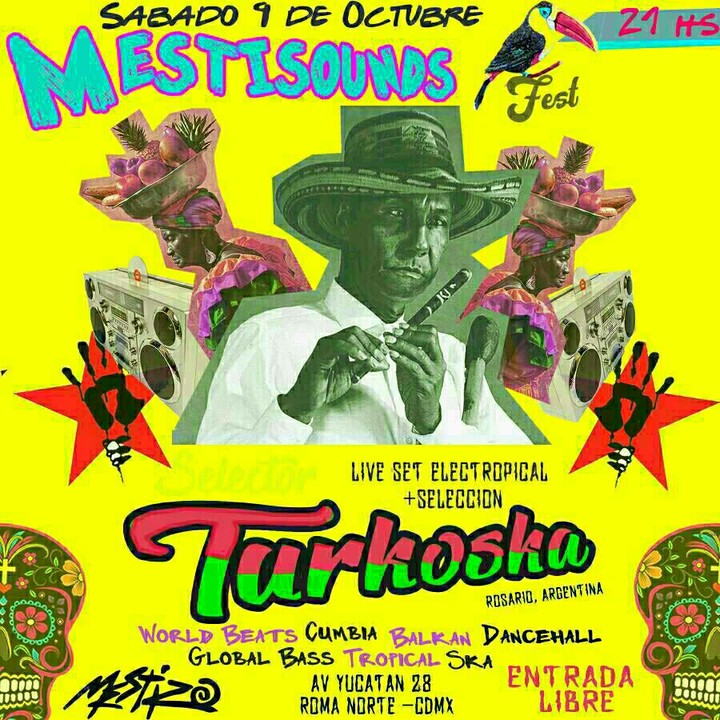 SABADO 9 DE OCTUBRE
21 HS
MESTISOUNDS
Fest
Selector
LIVE SET ELECTROPICAL
+SELECCION
Turkoska
ROSARIO, ARGENTINA
WORLD BEATS CUMBIA BALKAN DANCEHALL
GLOBAL BASS TROPICAL SKA
MESTIZO
AV YUCATAN 28
ROMA NORTE -CDMX
ENTRADA
LIBRE